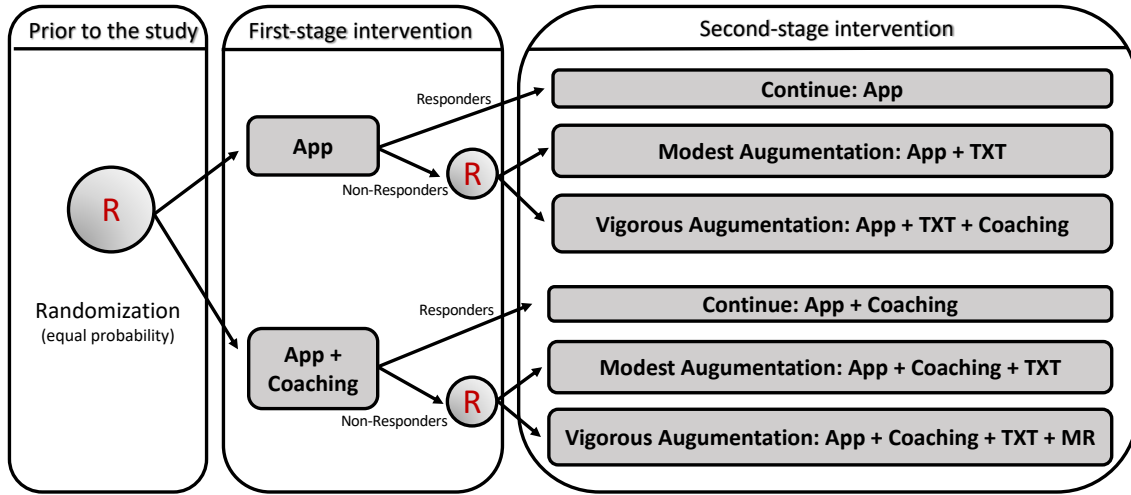 Prior to the study
First-stage intervention
Second-stage intervention
R
Randomization
(equal probability)
App
Responders
Non-Responders
R
Continue: App
Modest Augumentation: App + TXT
Vigorous Augumentation: App + TXT + Coaching
App +
Coaching
Responders
Non-Responders
R
Continue: App + Coaching
Modest Augumentation: App + Coaching + TXT
Vigorous Augumentation: App + Coaching + TXT + MR